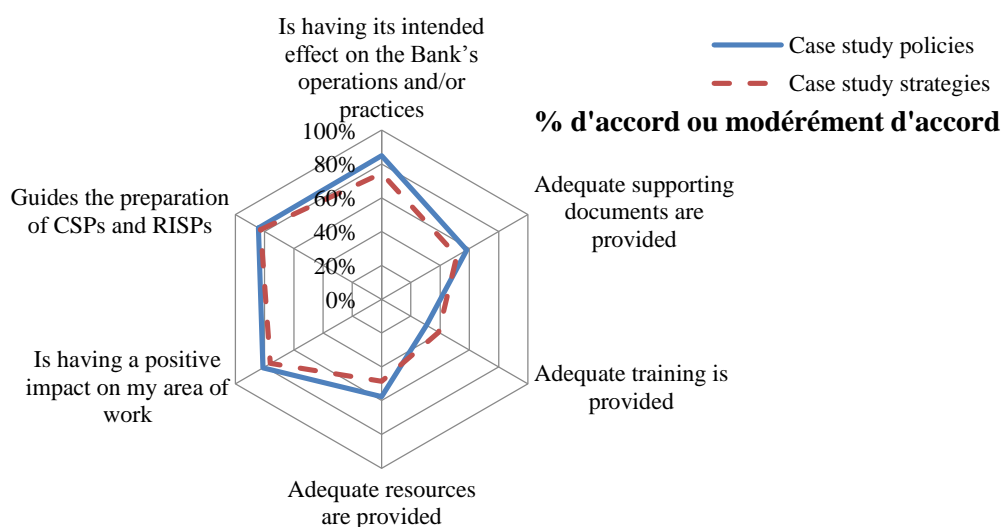 Is having its intended
effect on the Bank's
operations and/or
practices
Case study policies
Case study strategies
% d'accord ou modérément d'accord
100%
80%
60%
40%
20%
0%
Adequate supporting
documents are
provided
Guides the preparation
of CSPs and RISPs
Is having a positive
impact on my area of
work
Adequate training is
provided
Adequate resources
are provided